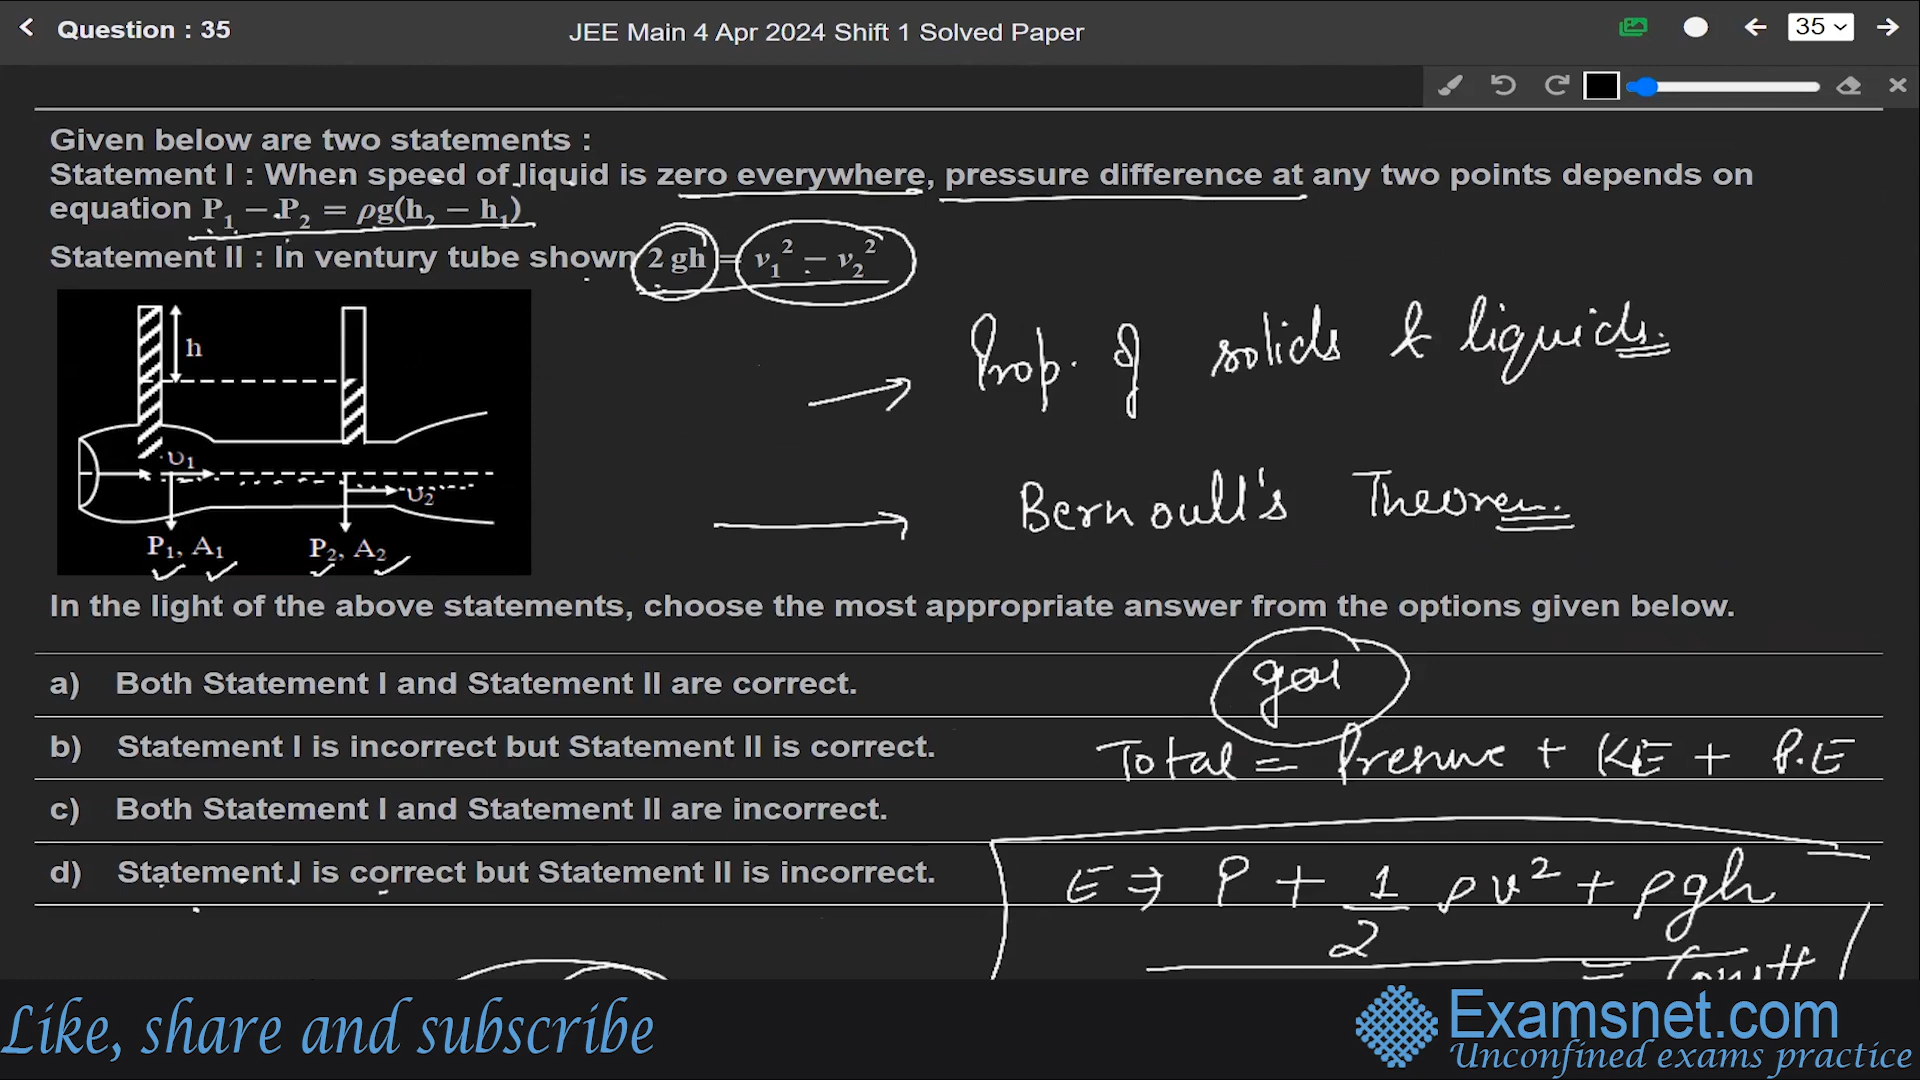 Question : 35
JEE Main 4 Apr 2024 Shift 1 Solved Paper
35
Given below are two statements :
Statement I : When speed of liquid is zero everywhere, pressure difference at any two points depends on
equation P₁ − P₂ = ρg(h₂ − h₁)
Statement II : In ventury tube shown 2 gh = v₁² − v₂²
h
υ₁
υ₂
P₁, A₁
P₂, A₂
Prop. of solids & liquids.
Bernoull's Theorem.
In the light of the above statements, choose the most appropriate answer from the options given below.
a) Both Statement I and Statement II are correct.
b) Statement I is incorrect but Statement II is correct.
c) Both Statement I and Statement II are incorrect.
d) Statement I is correct but Statement II is incorrect.
Total = Pressure + KE + P.E
E ⇒ P + 1/2 ρv² + ρgh
= Constt
Like, share and subscribe
Examsnet.com
Unconfined exams practice